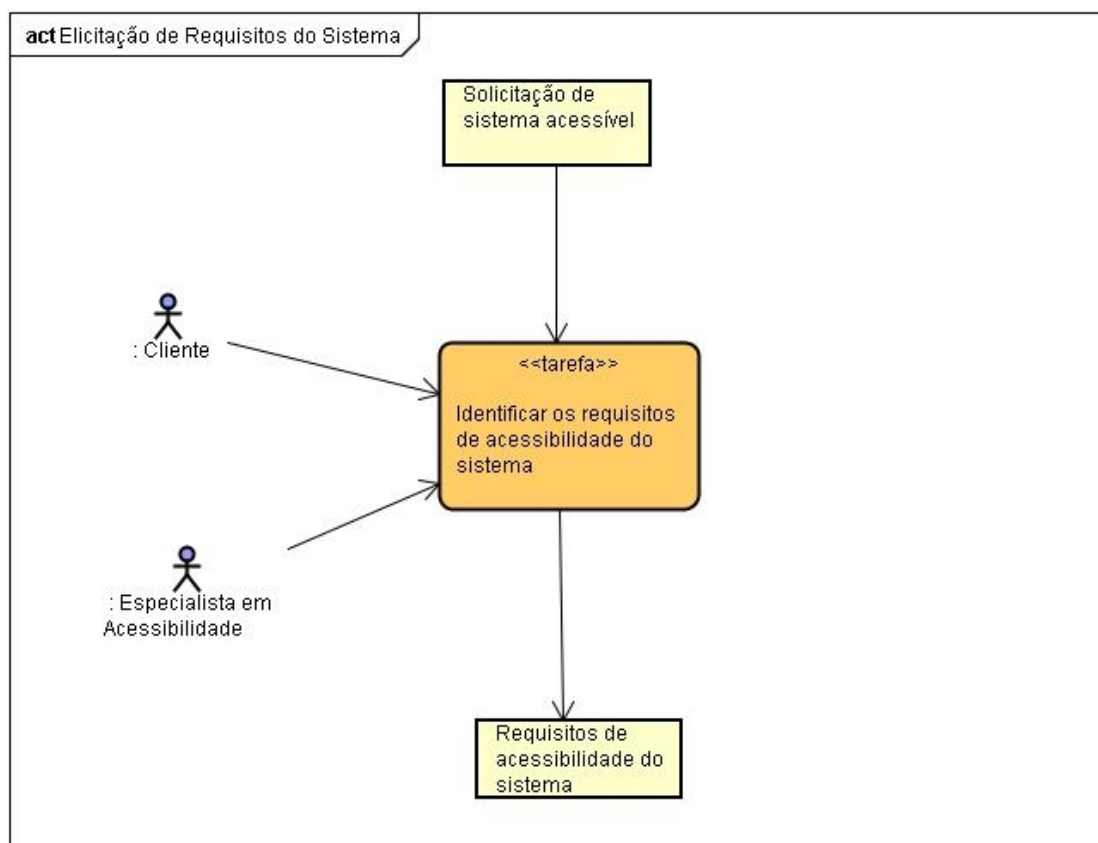 act Elicitação de Requisitos do Sistema
Solicitação de
sistema acessível
: Cliente
<<tarefa>>
Identificar os requisitos
de acessibilidade do
sistema
: Especialista em
Acessibilidade
Requisitos de
acessibilidade do
sistema